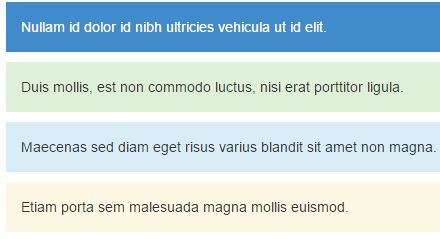 Nullam id dolor id nibh ultricies vehicula ut id elit.
Duis mollis, est non commodo luctus, nisi erat porttitor ligula.
Maecenas sed diam eget risus varius blandit sit amet non magna.
Etiam porta sem malesuada magna mollis euismod.